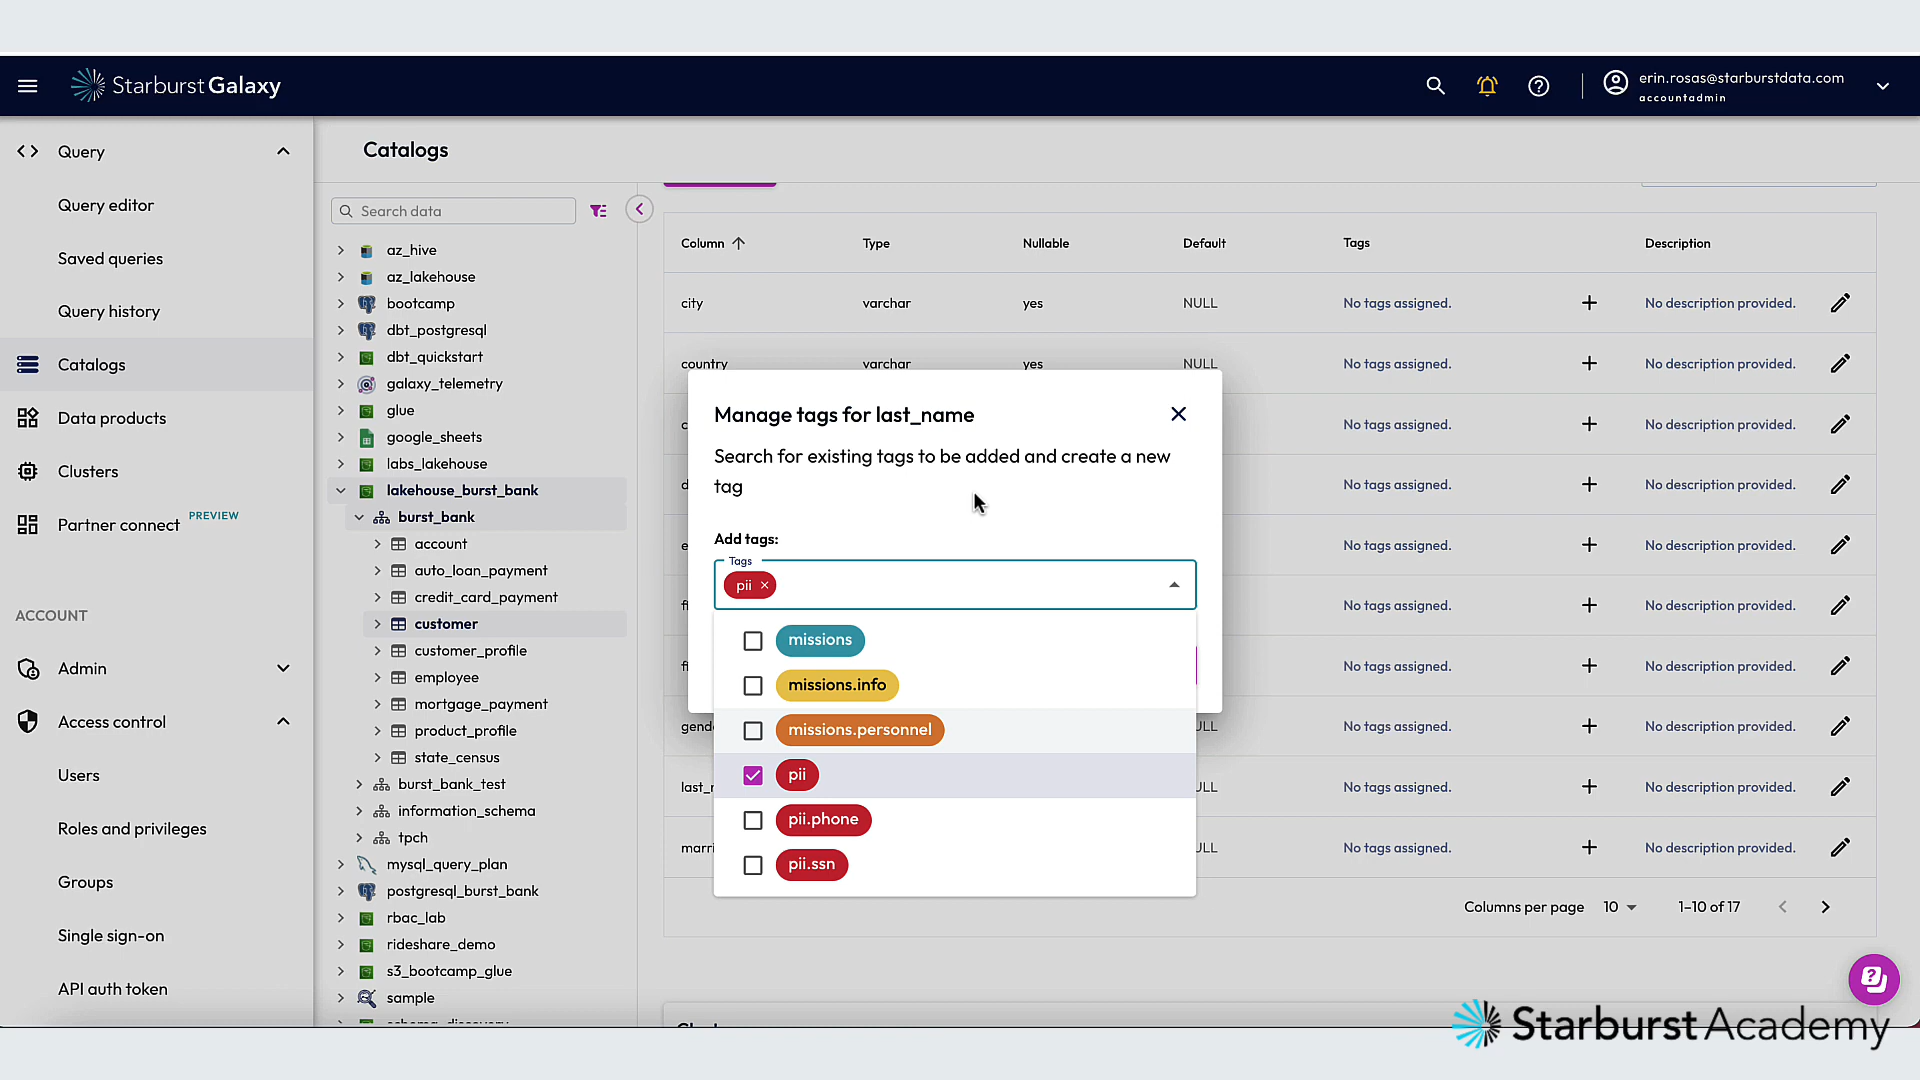 Starburst Galaxy
erin.rosas@starburstdata.com
accountadmin
Query
Query editor
Saved queries
Query history
Catalogs
Data products
Clusters
Partner connect PREVIEW
ACCOUNT
Admin
Access control
Users
Roles and privileges
Groups
Single sign-on
API auth token
Catalogs
Search data
az_hive
az_lakehouse
bootcamp
dbt_postgresql
dbt_quickstart
galaxy_telemetry
glue
google_sheets
labs_lakehouse
lakehouse_burst_bank
burst_bank
account
auto_loan_payment
credit_card_payment
customer
customer_profile
employee
mortgage_payment
product_profile
state_census
burst_bank_test
information_schema
tpch
mysql_query_plan
postgresql_burst_bank
rbac_lab
rideshare_demo
s3_bootcamp_glue
sample
Column Type Nullable Default Tags Description
city varchar yes NULL No tags assigned. No description provided.
country varchar yes NULL No tags assigned. No description provided.
No tags assigned. No description provided.
No tags assigned. No description provided.
No tags assigned. No description provided.
No tags assigned. No description provided.
No tags assigned. No description provided.
No tags assigned. No description provided.
No tags assigned. No description provided.
No tags assigned. No description provided.
Manage tags for last_name
Search for existing tags to be added and create a new
tag
Add tags:
Tags
pii
missions
missions.info
missions.personnel
pii
pii.phone
pii.ssn
Columns per page 10 1-10 of 17
Starburst Academy